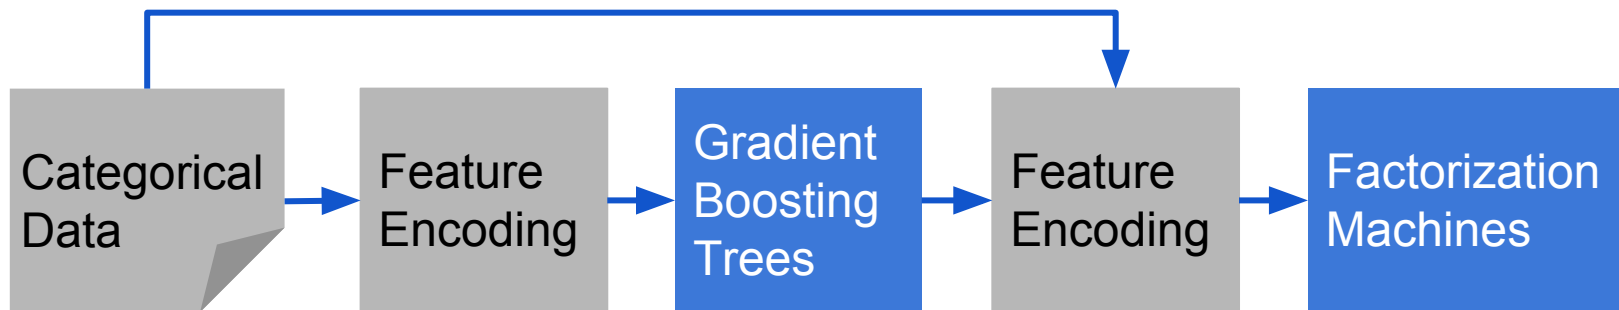 Categorical
Data
Feature
Encoding
Gradient
Boosting
Trees
Feature
Encoding
Factorization
Machines